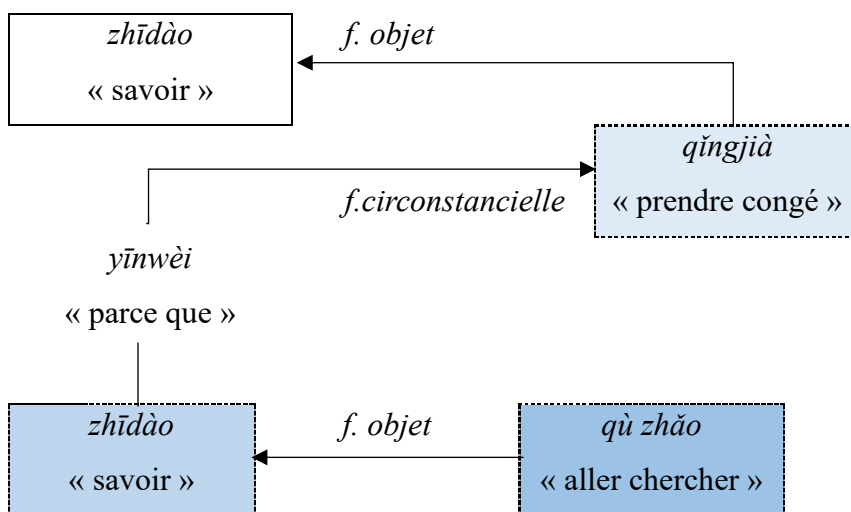 zhīdào
« savoir »
f. objet
qǐngjià
« prendre congé »
f.circonstancielle
yīnwèi
« parce que »
zhīdào
« savoir »
f. objet
qù zhǎo
« aller chercher »